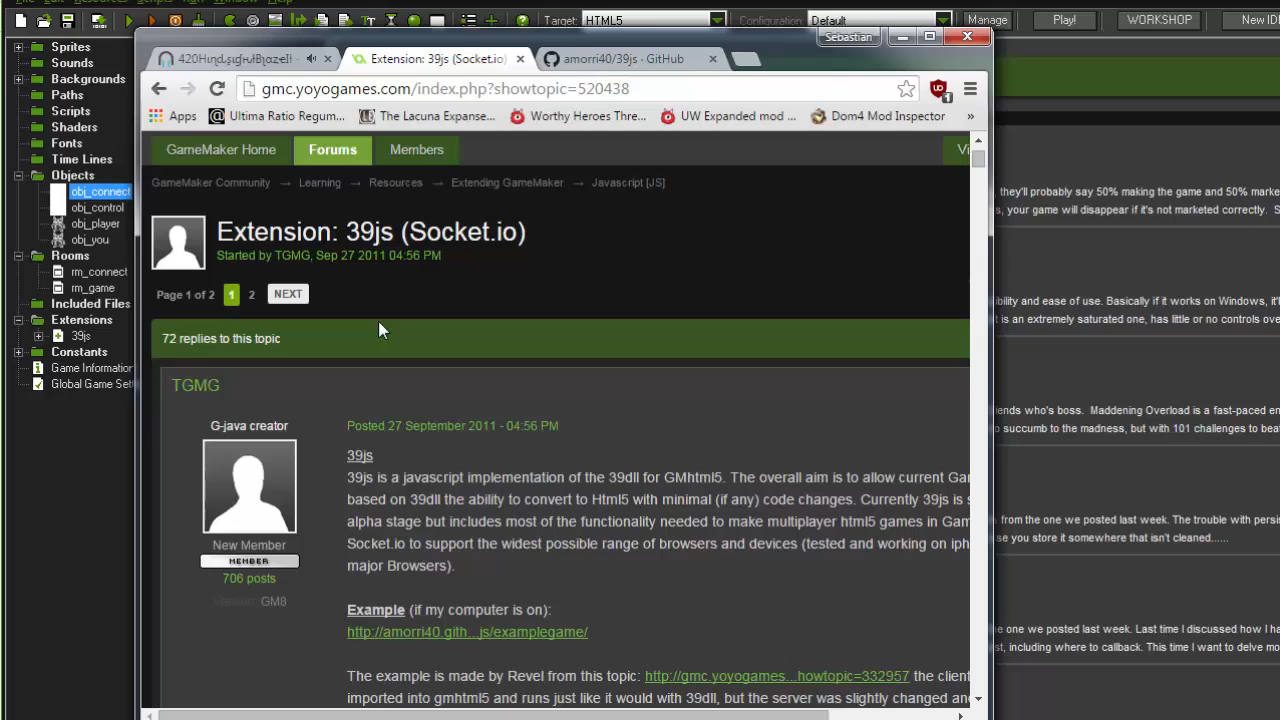 Target: HTML5
Configuration: Default
Manage
Play!
WORKSHOP
New ID
Sebastian
Extension: 39js (Socket.io)
amorri40/39js · GitHub
gmc.yoyogames.com/index.php?showtopic=520438
Apps
Ultima Ratio Regum...
The Lacuna Expanse...
Worthy Heroes Thre...
UW Expanded mod ...
Dom4 Mod Inspector
»
1
Sprites
Sounds
Backgrounds
Paths
Scripts
Shaders
Fonts
Time Lines
Objects
obj_connect
obj_control
obj_player
obj_you
Rooms
rm_connect
rm_game
Included Files
Extensions
39js
Constants
Game Information
Global Game Set
GameMaker Home
Forums
Members
Vi
GameMaker Community → Learning → Resources → Extending GameMaker → Javascript [JS]
Extension: 39js (Socket.io)
Started by TGMG, Sep 27 2011 04:56 PM
Page 1 of 2 1 2 NEXT
72 replies to this topic
TGMG
G-java creator
New Member
MEMBER
706 posts
Version: GM8
Posted 27 September 2011 - 04:56 PM
39js
39js is a javascript implementation of the 39dll for GMhtml5. The overall aim is to allow current Ga
based on 39dll the ability to convert to Html5 with minimal (if any) code changes. Currently 39js is s
alpha stage but includes most of the functionality needed to make multiplayer html5 games in Gam
Socket.io to support the widest possible range of browsers and devices (tested and working on iph
major Browsers).
Example (if my computer is on):
http://amorri40.gith...js/examplegame/
The example is made by Revel from this topic: http://gmc.yoyogames...howtopic=332957 the client
imported into gmhtml5 and runs just like it would with 39dll, but the server was slightly changed an
, they'll probably say 50% making the game and 50% marke
s, your game will disappear if it's not marketed correctly. S
ibility and ease of use. Basically if it works on Windows, it'l
t is an extremely saturated one, has little or no controls ove
ends who's boss. Maddening Overload is a fast-paced en
o succumb to the madness, but with 101 challenges to bea
from the one we posted last week. The trouble with persis
se you store it somewhere that isn't cleaned......
he one we posted last week. Last time I discussed how I ha
st, including where to callback. This time I want to delve mo